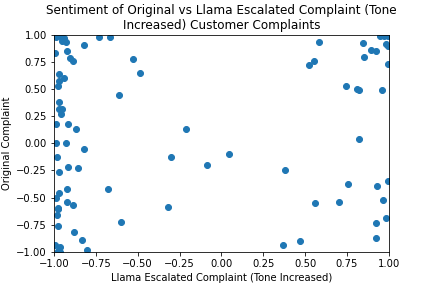 Sentiment of Original vs Llama Escalated Complaint (Tone
Increased) Customer Complaints
1.00
0.75
0.50
0.25
0.00
−0.25
−0.50
−0.75
−1.00
Original Complaint
−1.00 −0.75 −0.50 −0.25 0.00 0.25 0.50 0.75 1.00
Llama Escalated Complaint (Tone Increased)